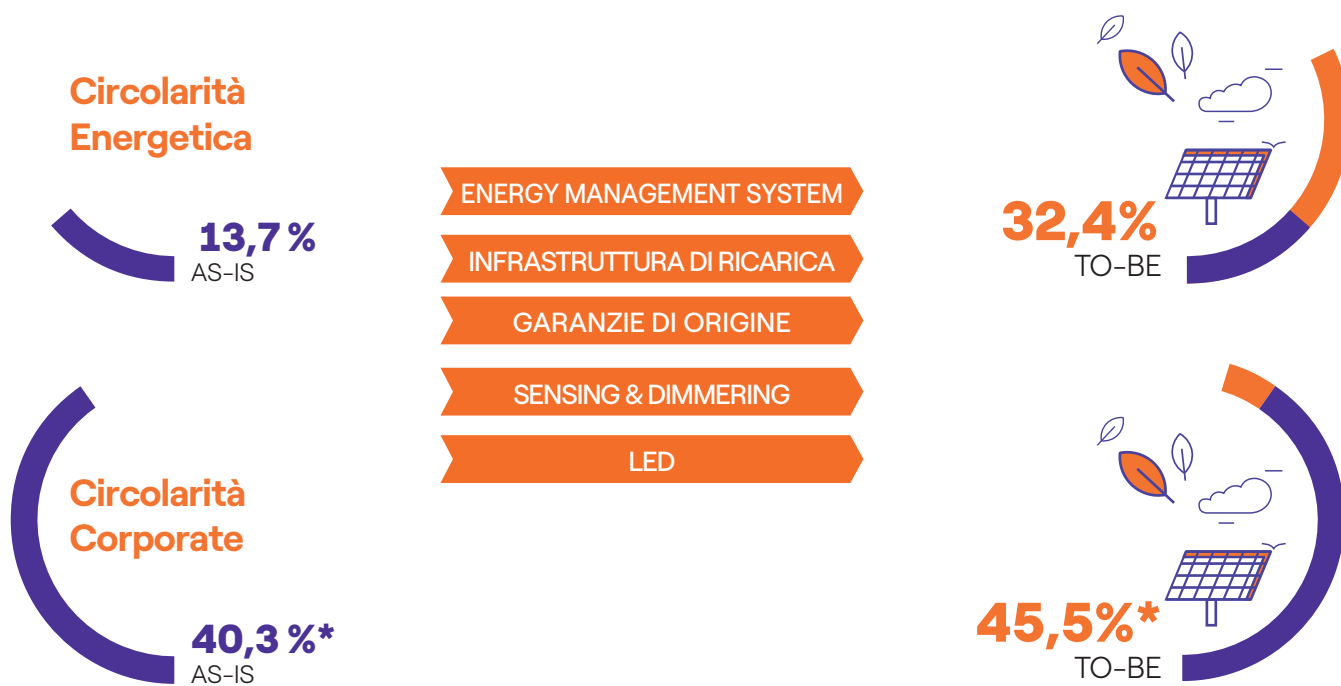 Circolarità
Energetica
13,7 %
AS-IS
ENERGY MANAGEMENT SYSTEM
INFRASTRUTTURA DI RICARICA
GARANZIE DI ORIGINE
SENSING & DIMMERING
LED
32,4%
TO-BE
Circolarità
Corporate
40,3 %*
AS-IS
45,5%*
TO-BE